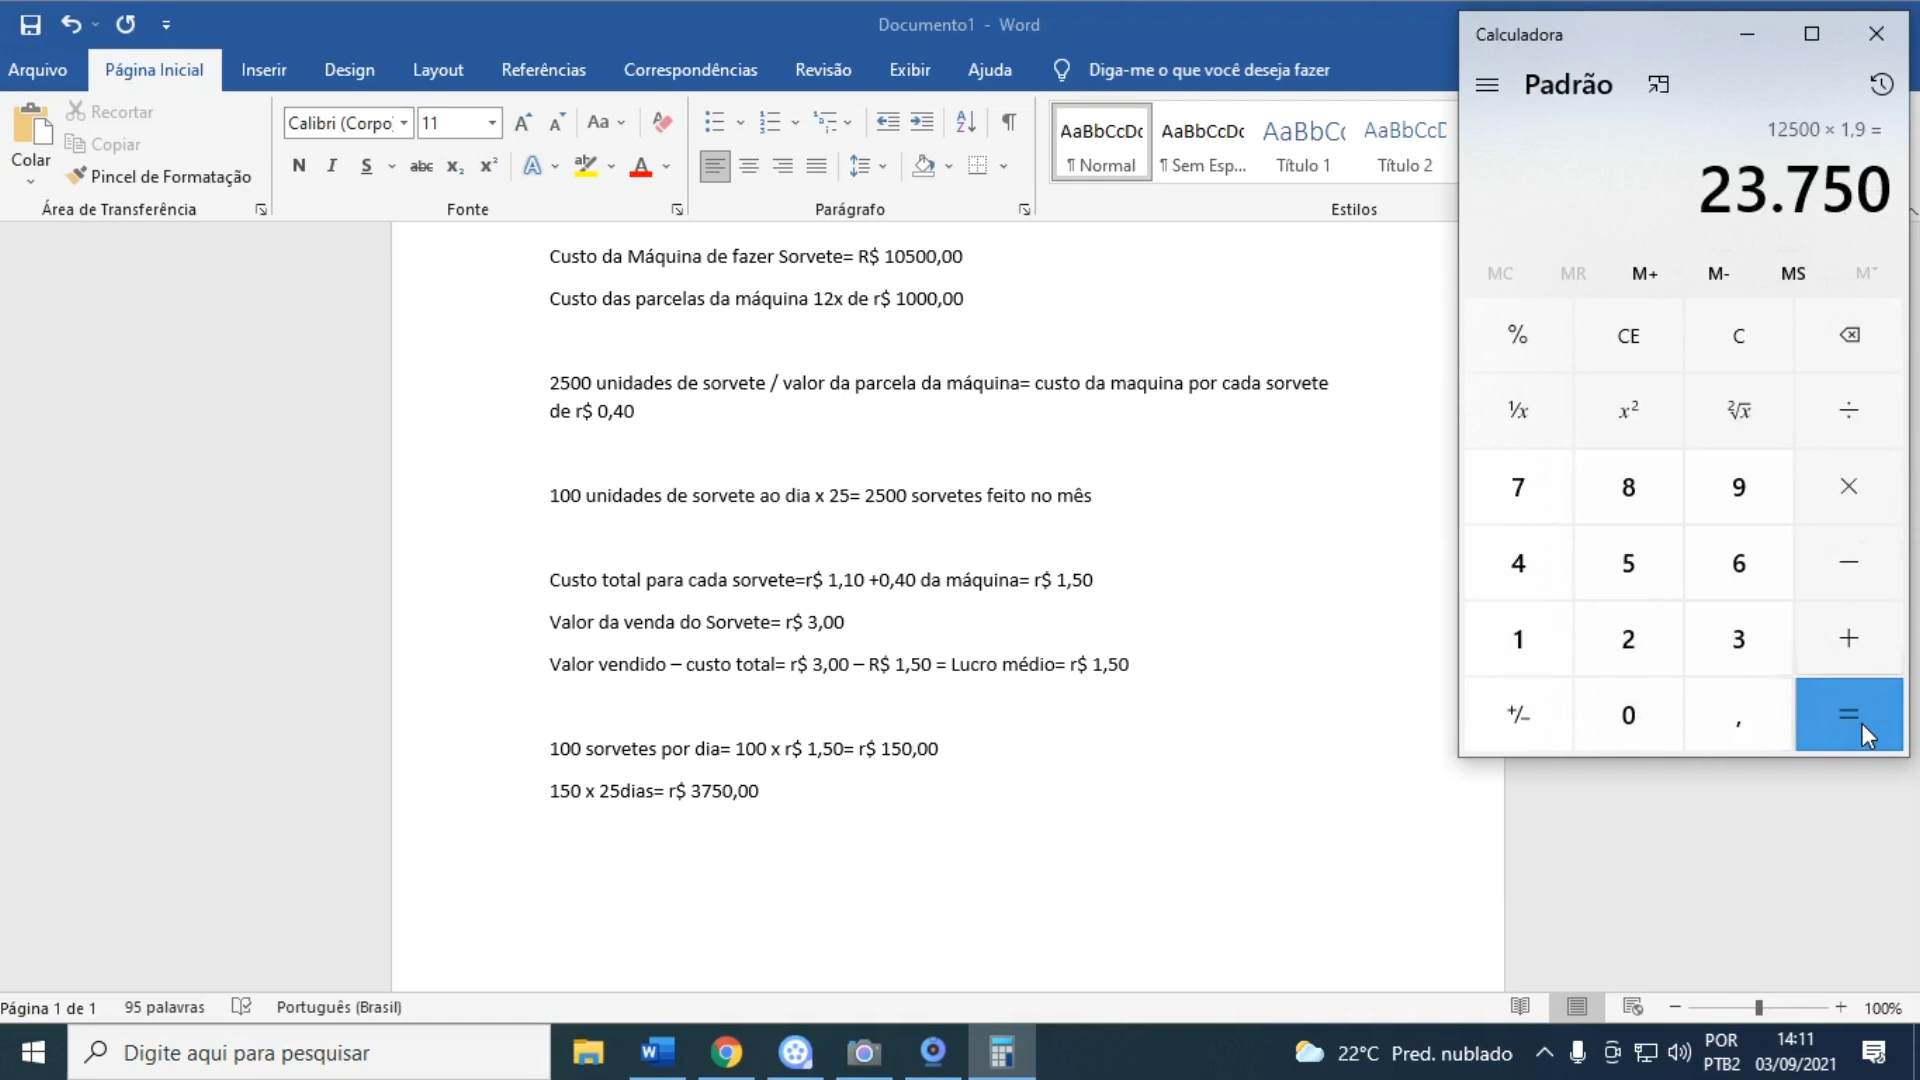 Documento1 - Word
Arquivo
Página Inicial
Inserir
Design
Layout
Referências
Correspondências
Revisão
Exibir
Ajuda
Diga-me o que você deseja fazer
Colar
Recortar
Copiar
Pincel de Formatação
Área de Transferência
Calibri (Corpo
11
Aa
N I S abc x₂ x²
Fonte
Parágrafo
AaBbCcDc
¶ Normal
AaBbCcDc
¶ Sem Esp...
AaBbCc
Título 1
AaBbCcD
Título 2
Estilos
Custo da Máquina de fazer Sorvete= R$ 10500,00
Custo das parcelas da máquina 12x de r$ 1000,00
2500 unidades de sorvete / valor da parcela da máquina= custo da maquina por cada sorvete
de r$ 0,40
100 unidades de sorvete ao dia x 25= 2500 sorvetes feito no mês
Custo total para cada sorvete=r$ 1,10 +0,40 da máquina= r$ 1,50
Valor da venda do Sorvete= r$ 3,00
Valor vendido – custo total= r$ 3,00 – R$ 1,50 = Lucro médio= r$ 1,50
100 sorvetes por dia= 100 x r$ 1,50= r$ 150,00
150 x 25dias= r$ 3750,00
Calculadora
Padrão
12500 × 1,9 =
23.750
MC MR M+ M- MS M˅
% CE C
¹/x x² ²√x ÷
7 8 9 ×
4 5 6 −
1 2 3 +
+/− 0 , =
Página 1 de 1
95 palavras
Português (Brasil)
100%
Digite aqui para pesquisar
22°C Pred. nublado
POR
PTB2
14:11
03/09/2021